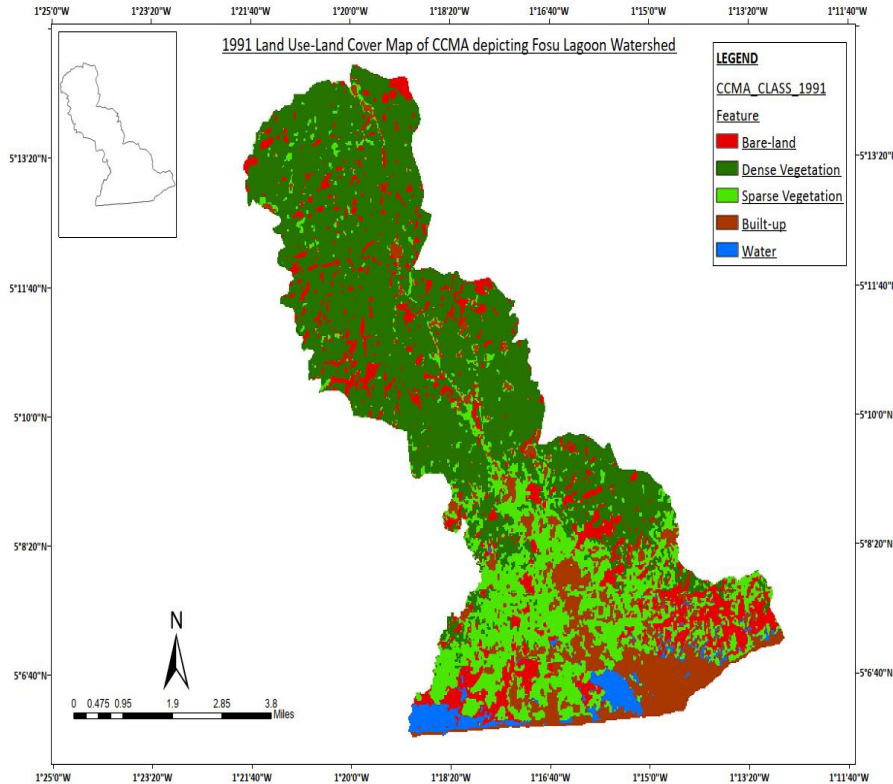 1°25'0"W 1°23'20"W 1°21'40"W 1°20'0"W 1°18'20"W 1°16'40"W 1°15'0"W 1°13'20"W 1°11'40"W
1991 Land Use-Land Cover Map of CCMA depicting Fosu Lagoon Watershed
LEGEND
CCMA_CLASS_1991
Feature
Bare-land
Dense Vegetation
Sparse Vegetation
Built-up
Water
5°13'20"N 5°13'20"N
5°11'40"N 5°11'40"N
5°10'0"N 5°10'0"N
5°8'20"N 5°8'20"N
5°6'40"N 5°6'40"N
N
0 0.475 0.95 1.9 2.85 3.8
Miles
1°25'0"W 1°23'20"W 1°21'40"W 1°20'0"W 1°18'20"W 1°16'40"W 1°15'0"W 1°13'20"W 1°11'40"W